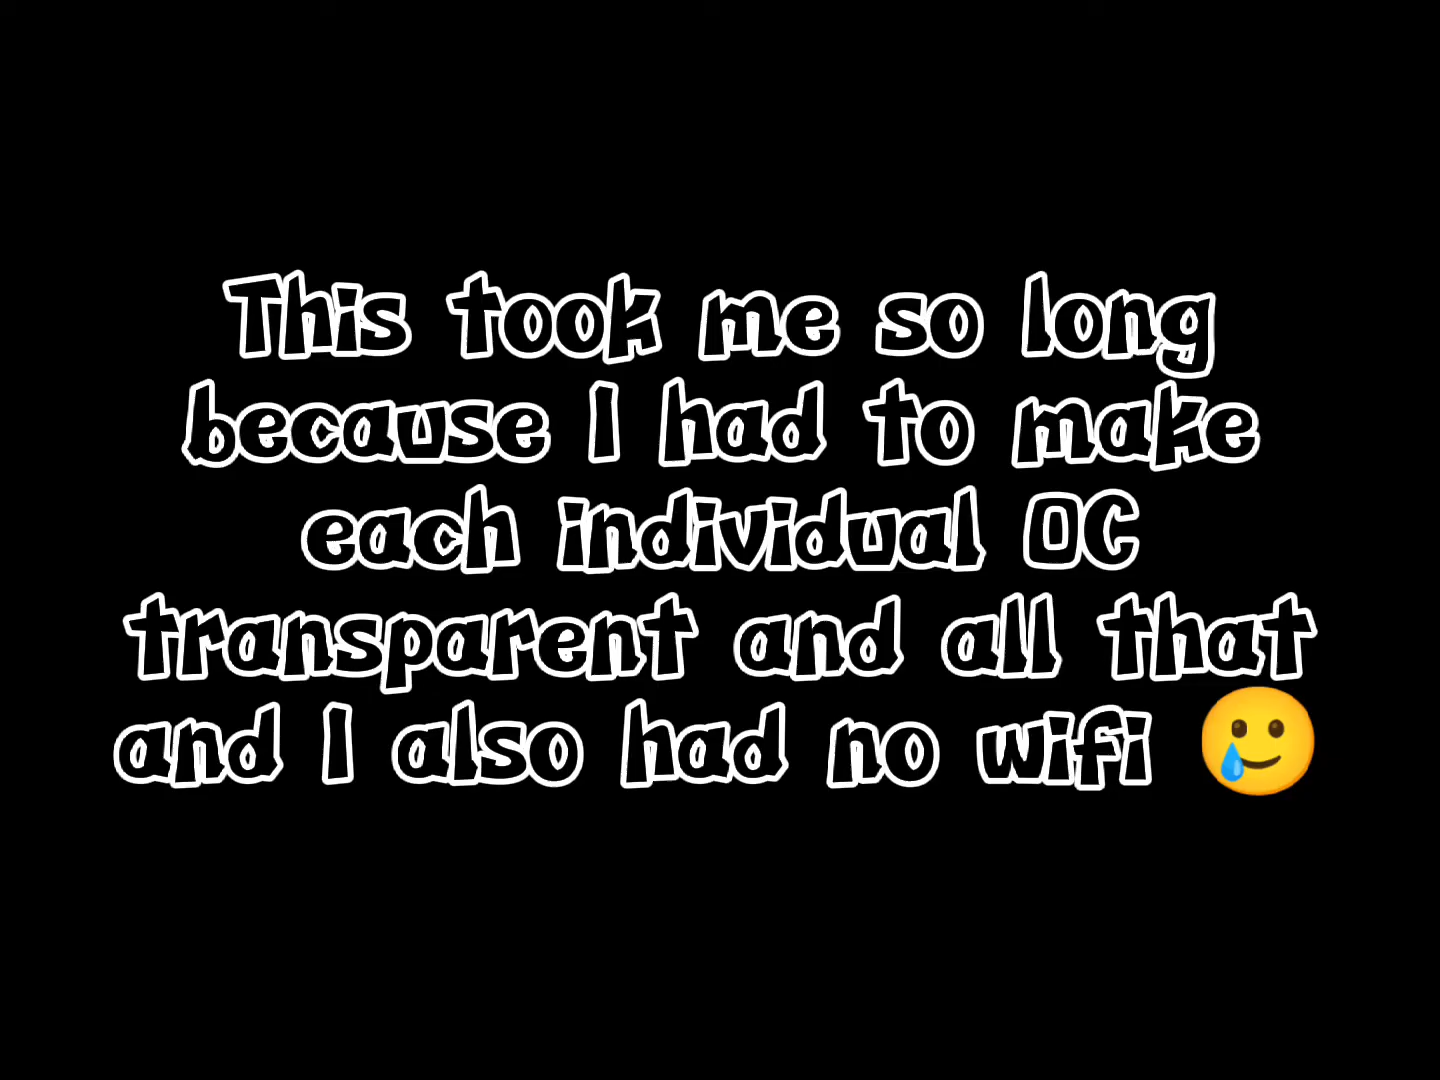 This took me so long
because I had to make
each individual OC
transparent and all that
and I also had no wifi 🥲